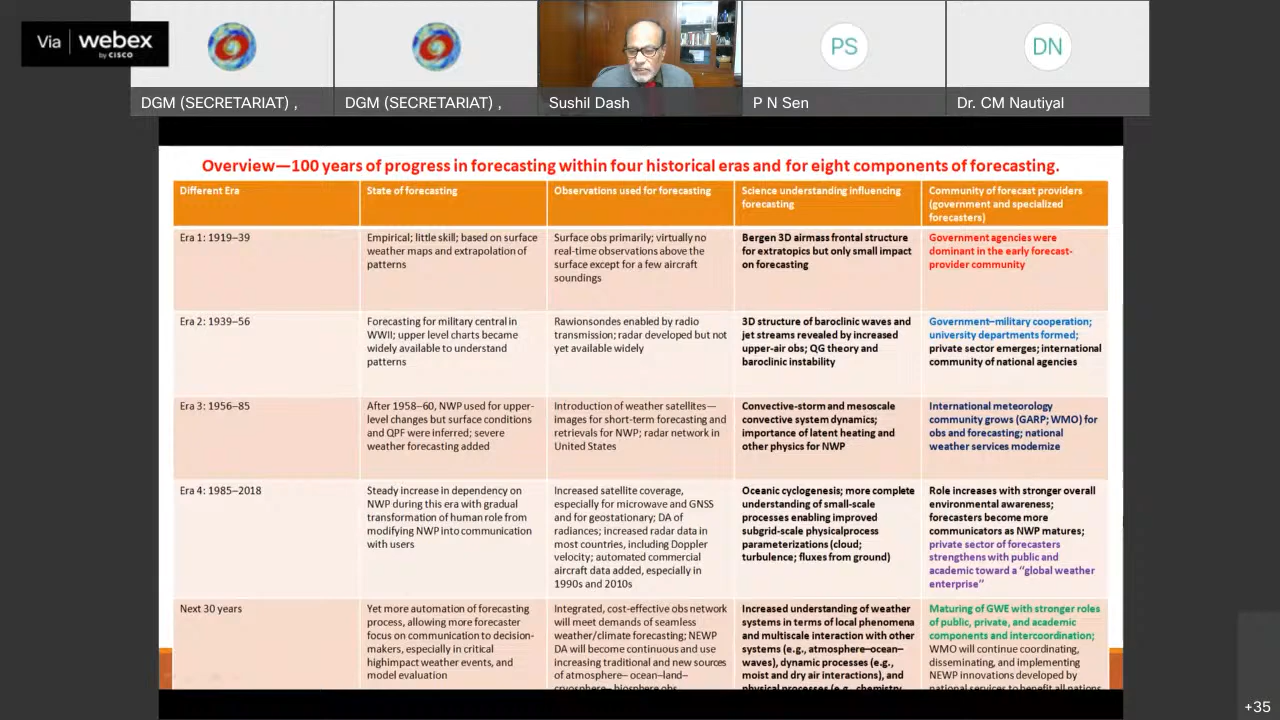 Via webex
by CISCO
DGM (SECRETARIAT) ,
DGM (SECRETARIAT) ,
Sushil Dash
PS
P N Sen
DN
Dr. CM Nautiyal
Overview—100 years of progress in forecasting within four historical eras and for eight components of forecasting.
Different Era
State of forecasting
Observations used for forecasting
Science understanding influencing
forecasting
Community of forecast providers
(government and specialized
forecasters)
Era 1: 1919–39
Empirical; little skill; based on surface
weather maps and extrapolation of
patterns
Surface obs primarily; virtually no
real-time observations above the
surface except for a few aircraft
soundings
Bergen 3D airmass frontal structure
for extratopics but only small impact
on forecasting
Government agencies were
dominant in the early forecast-
provider community
Era 2: 1939–56
Forecasting for military central in
WWII; upper level charts became
widely available to understand
patterns
Rawionsondes enabled by radio
transmission; radar developed but not
yet available widely
3D structure of baroclinic waves and
jet streams revealed by increased
upper-air obs; QG theory and
baroclinic instability
Government–military cooperation;
university departments formed;
private sector emerges; international
community of national agencies
Era 3: 1956–85
After 1958–60, NWP used for upper-
level changes but surface conditions
and QPF were inferred; severe
weather forecasting added
Introduction of weather satellites—
images for short-term forecasting and
retrievals for NWP; radar network in
United States
Convective-storm and mesoscale
convective system dynamics;
importance of latent heating and
other physics for NWP
International meteorology
community grows (GARP; WMO) for
obs and forecasting; national
weather services modernize
Era 4: 1985–2018
Steady increase in dependency on
NWP during this era with gradual
transformation of human role from
modifying NWP into communication
with users
Increased satellite coverage,
especially for microwave and GNSS
and for geostationary; DA of
radiances; increased radar data in
most countries, including Doppler
velocity; automated commercial
aircraft data added, especially in
1990s and 2010s
Oceanic cyclogenesis; more complete
understanding of small-scale
processes enabling improved
subgrid-scale physicalprocess
parameterizations (cloud;
turbulence; fluxes from ground)
Role increases with stronger overall
environmental awareness;
forecasters become more
communicators as NWP matures;
private sector of forecasters
strengthens with public and
academic toward a “global weather
enterprise”
Next 30 years
Yet more automation of forecasting
process, allowing more forecaster
focus on communication to decision-
makers, especially in critical
highimpact weather events, and
model evaluation
Integrated, cost-effective obs network
will meet demands of seamless
weather/climate forecasting; NEWP
DA will become continuous and use
increasing traditional and new sources
of atmosphere– ocean–land–
cryosphere– biosphere obs
Increased understanding of weather
systems in terms of local phenomena
and multiscale interaction with other
systems (e.g., atmosphere–ocean–
waves), dynamic processes (e.g.,
moist and dry air interactions), and
physical processes (e.g., chemistry,
Maturing of GWE with stronger roles
of public, private, and academic
components and intercoordination;
WMO will continue coordinating,
disseminating, and implementing
NEWP innovations developed by
national services to benefit all nations
+35